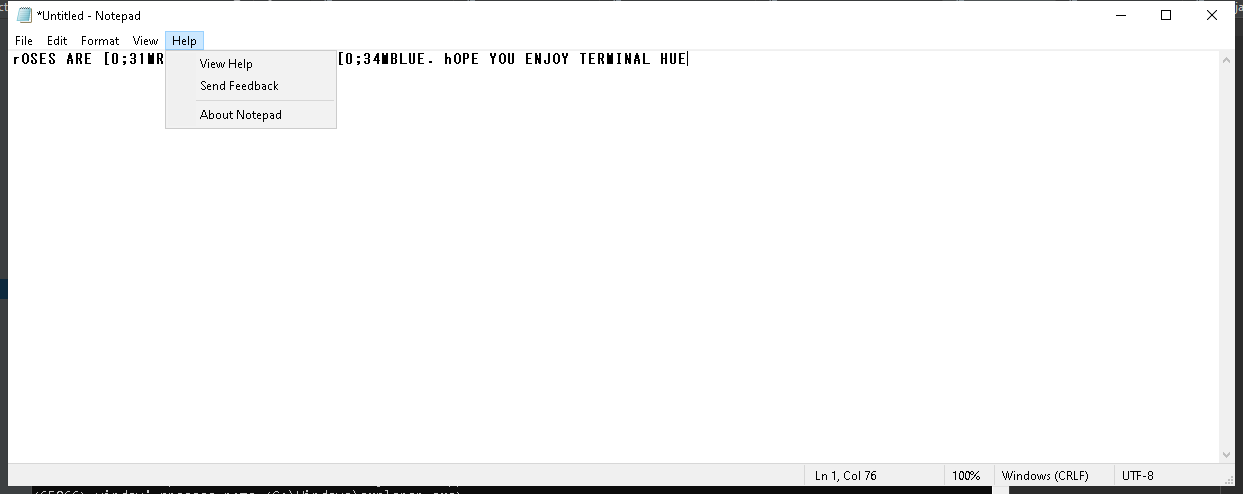 *Untitled - Notepad
File Edit Format View Help
rOSES ARE [0;31MR [0;34MBLUE. hOPE YOU ENJOY TERMINAL HUE
View Help
Send Feedback
About Notepad
Ln 1, Col 76 100% Windows (CRLF) UTF-8